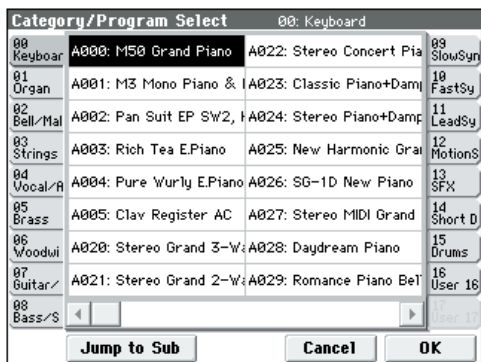 Category/Program Select 00: Keyboard
00
Keyboar
01
Organ
02
Bell/Mal
03
Strings
04
Vocal/A
05
Brass
06
Woodwi
07
Guitar/
08
Bass/S
A000: M50 Grand Piano
A001: M3 Mono Piano &
A002: Pan Suit EP SW2,
A003: Rich Tea E.Piano
A004: Pure Wurly E.Piano
A005: Clav Register AC
A020: Stereo Grand 3-Wa
A021: Stereo Grand 2-Wa
A022: Stereo Concert Pia
A023: Classic Piano+Damp
A024: Stereo Piano+Damp
A025: New Harmonic Gra
A026: SG-1D New Piano
A027: Stereo MIDI Grand
A028: Daydream Piano
A029: Romance Piano Bel
09
SlowSyn
10
FastSy
11
LeadSy
12
MotionS
13
SFX
14
Short D
15
Drums
16
User 16
17
User 17
Jump to Sub
Cancel
OK